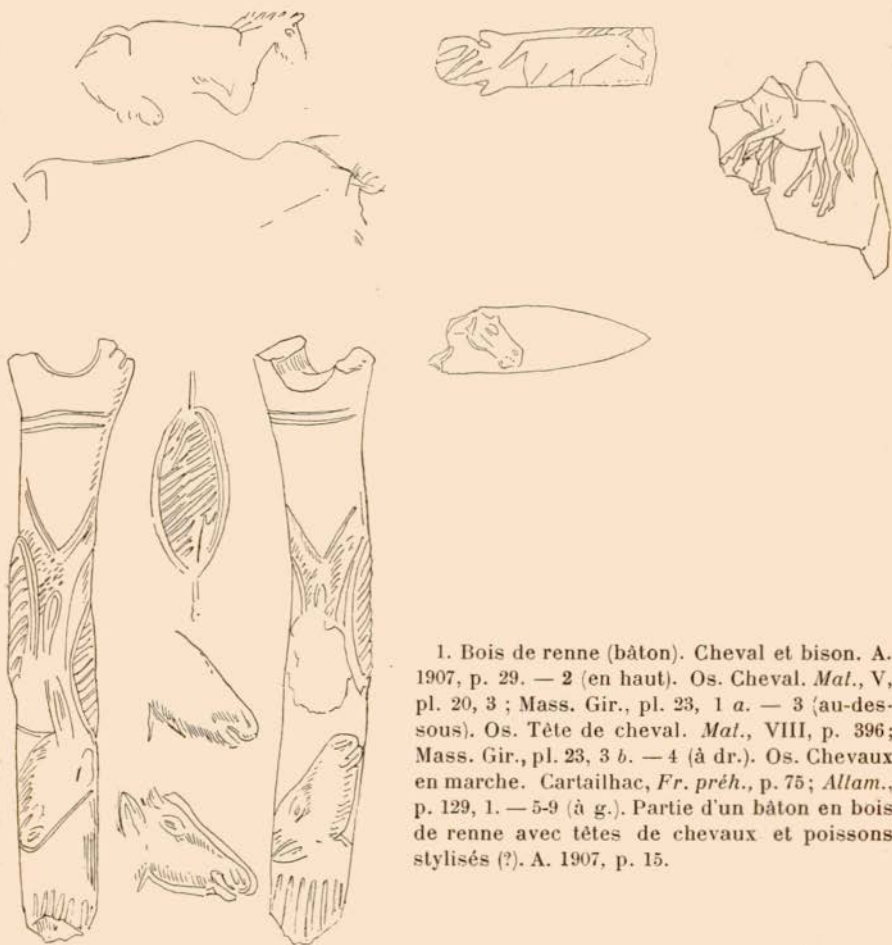 1. Bois de renne (bâton). Cheval et bison. A.
1907, p. 29. — 2 (en haut). Os. Cheval. Mat., V,
pl. 20, 3 ; Mass. Gir., pl. 23, 1 a. — 3 (au-des-
sous). Os. Tête de cheval. Mat., VIII, p. 396;
Mass. Gir., pl. 23, 3 b. — 4 (à dr.). Os. Chevaux
en marche. Cartailhac, Fr. préh., p. 75; Allam.,
p. 129, 1. — 5-9 (à g.). Partie d'un bâton en bois
de renne avec têtes de chevaux et poissons
stylisés (?). A. 1907, p. 15.